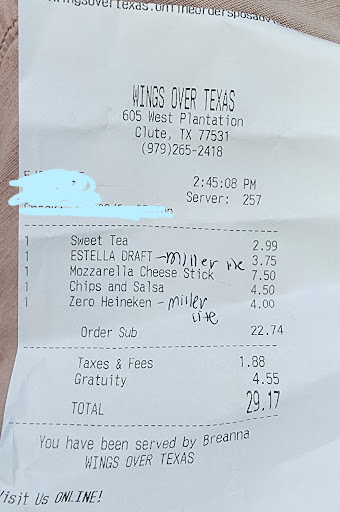 WINGS OVER TEXAS
605 West Plantation
Clute, TX 77531
(979)265-2418
2:45:08 PM
Server: 257
1 Sweet Tea 2.99
1 ESTELLA DRAFT - miller lite 3.75
1 Mozzarella Cheese Stick 7.50
1 Chips and Salsa 4.50
1 Zero Heineken - miller lite 4.00
Order Sub 22.74
Taxes & Fees 1.88
Gratuity 4.55
TOTAL 29.17
You have been served by Breanna
WINGS OVER TEXAS
Visit Us ONLINE!